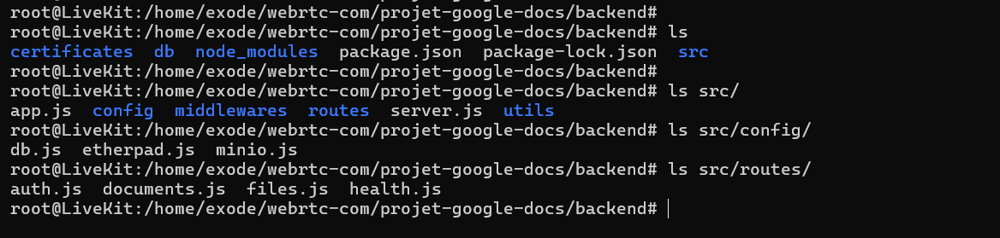 root@LiveKit:/home/exode/webrtc-com/projet-google-docs/backend#
root@LiveKit:/home/exode/webrtc-com/projet-google-docs/backend# ls
certificates  db  node_modules  package.json  package-lock.json  src
root@LiveKit:/home/exode/webrtc-com/projet-google-docs/backend#
root@LiveKit:/home/exode/webrtc-com/projet-google-docs/backend# ls src/
app.js  config  middlewares  routes  server.js  utils
root@LiveKit:/home/exode/webrtc-com/projet-google-docs/backend# ls src/config/
db.js  etherpad.js  minio.js
root@LiveKit:/home/exode/webrtc-com/projet-google-docs/backend# ls src/routes/
auth.js  documents.js  files.js  health.js
root@LiveKit:/home/exode/webrtc-com/projet-google-docs/backend#